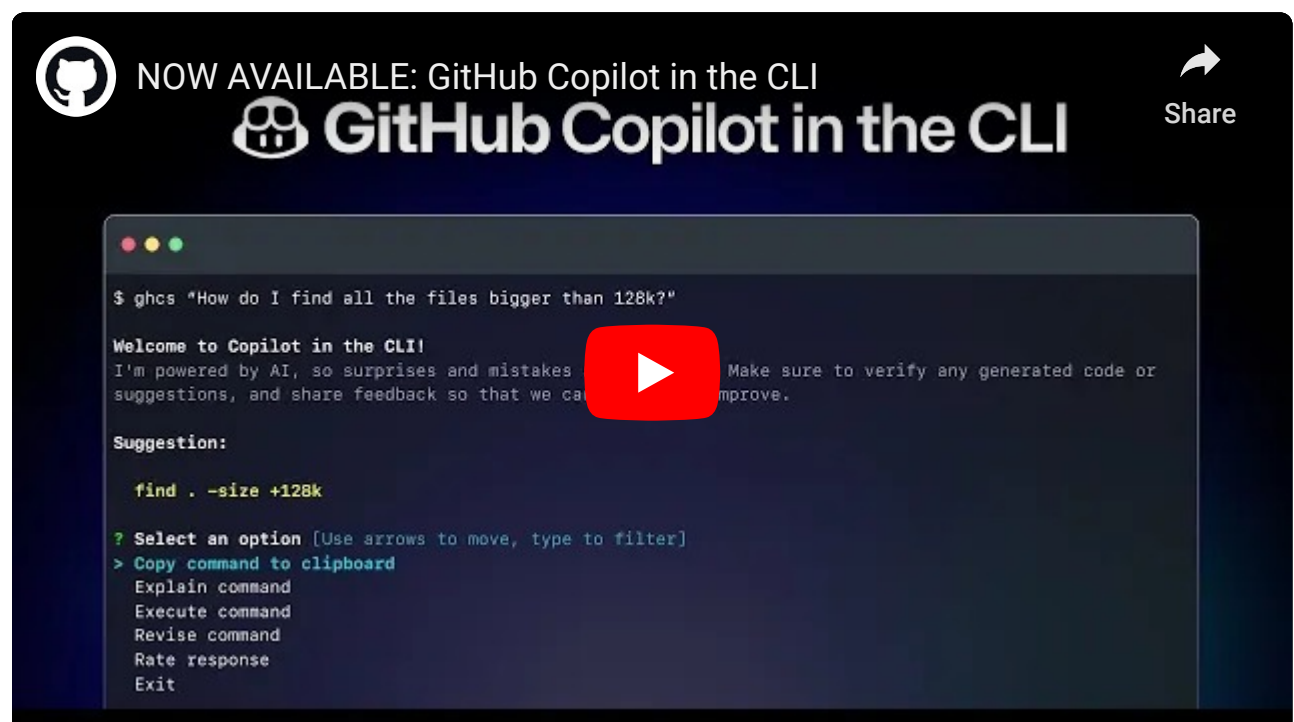 NOW AVAILABLE: GitHub Copilot in the CLI
Share
GitHub Copilot in the CLI
$ ghcs "How do I find all the files bigger than 128k?"
Welcome to Copilot in the CLI!
I'm powered by AI, so surprises and mistakes Make sure to verify any generated code or
suggestions, and share feedback so that we
Suggestion:
find . -size +128k
? Select an option [Use arrows to move, type to filter]
> Copy command to clipboard
Explain command
Execute command
Revise command
Rate response
Exit